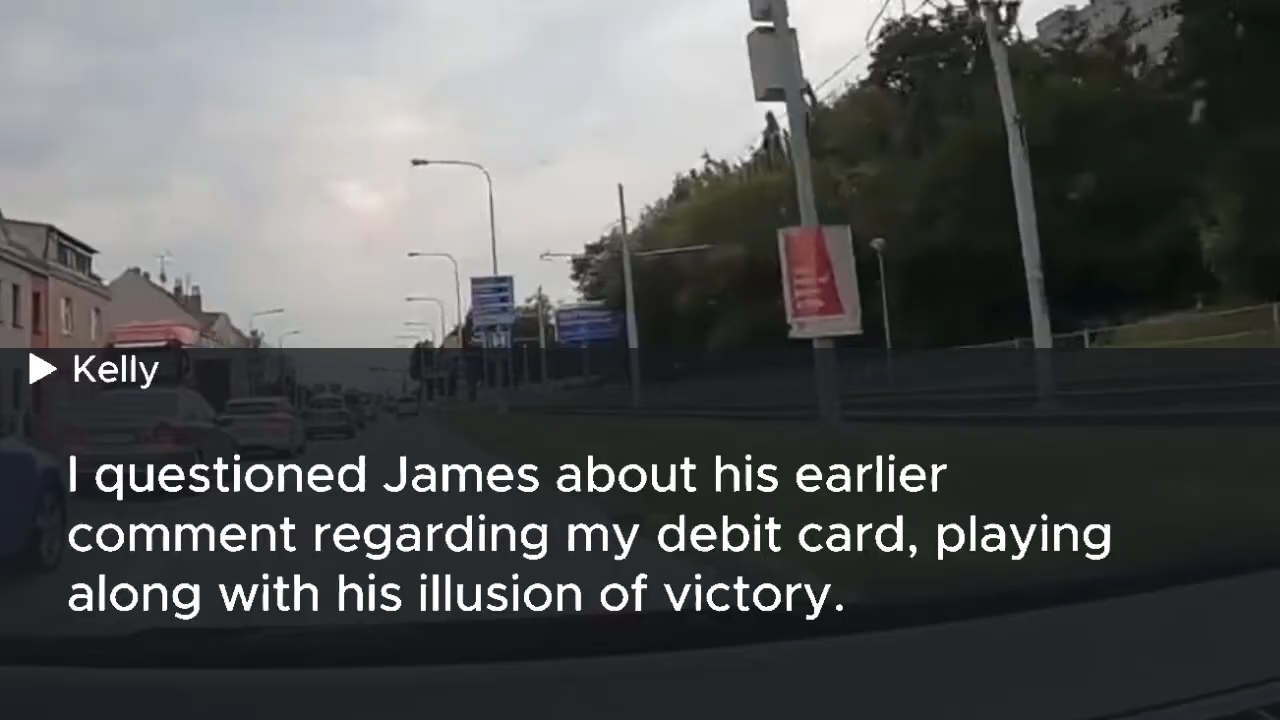 Kelly
I questioned James about his earlier
comment regarding my debit card, playing
along with his illusion of victory.